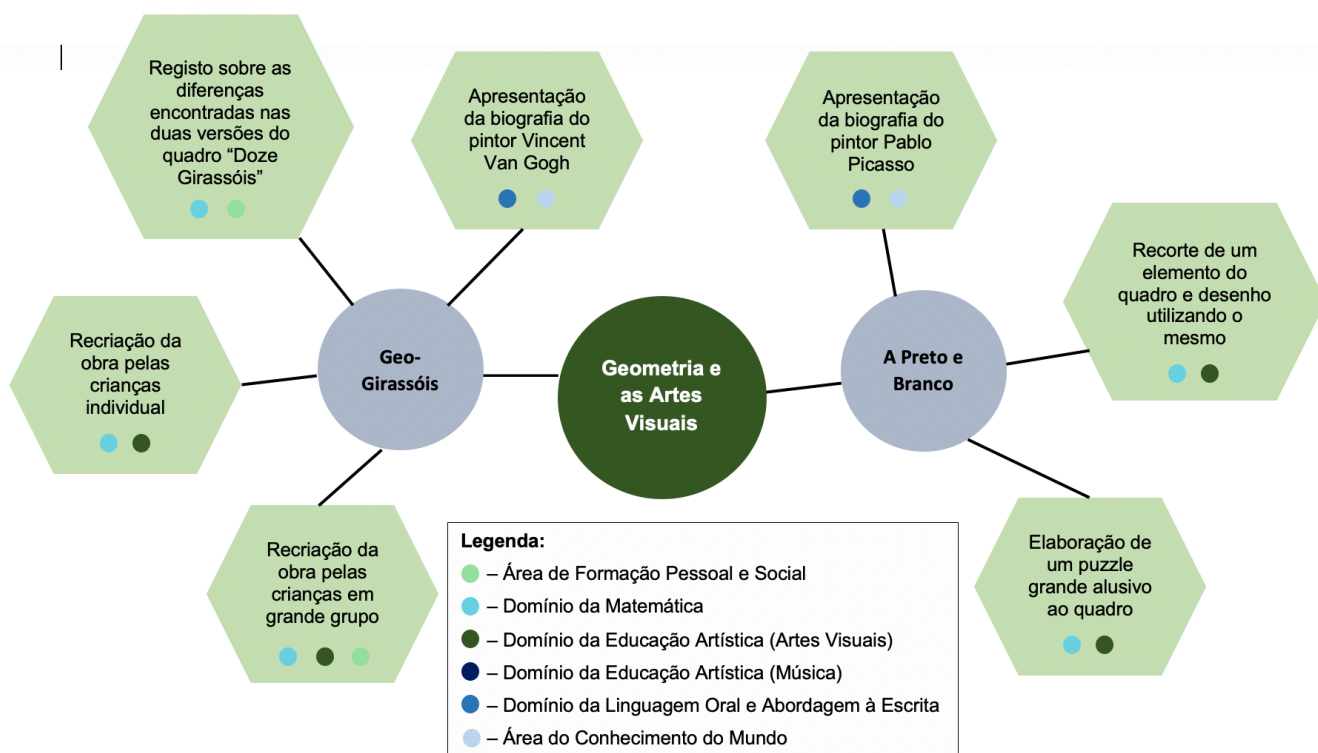 Registo sobre as
diferenças
encontradas nas
duas versões do
quadro “Doze
Girassóis”
Apresentação
da biografia do
pintor Vincent
Van Gogh
Apresentação
da biografia do
pintor Pablo
Picasso
Recorte de um
elemento do
quadro e desenho
utilizando o
mesmo
Recriação da
obra pelas
crianças
individual
Geo-
Girassóis
Geometria e
as Artes
Visuais
A Preto e
Branco
Recriação da
obra pelas
crianças em
grande grupo
Elaboração de
um puzzle
grande alusivo
ao quadro
Legenda:
– Área de Formação Pessoal e Social
– Domínio da Matemática
– Domínio da Educação Artística (Artes Visuais)
– Domínio da Educação Artística (Música)
– Domínio da Linguagem Oral e Abordagem à Escrita
– Área do Conhecimento do Mundo